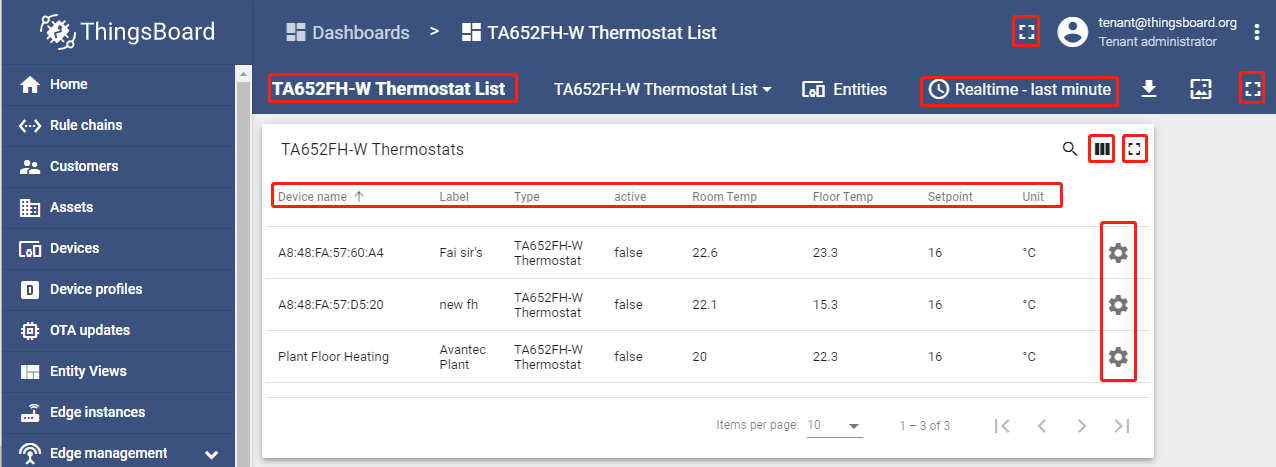 ThingsBoard
Dashboards > TA652FH-W Thermostat List
tenant@thingsboard.org
Tenant administrator
Home
Rule chains
Customers
Assets
Devices
Device profiles
OTA updates
Entity Views
Edge instances
Edge management
TA652FH-W Thermostat List TA652FH-W Thermostat List Entities Realtime - last minute
TA652FH-W Thermostats
Device name Label Type active Room Temp Floor Temp Setpoint Unit
A8:48:FA:57:60:A4 Fai sir's TA652FH-W Thermostat false 22.6 23.3 16 °C
A8:48:FA:57:D5:20 new fh TA652FH-W Thermostat false 22.1 15.3 16 °C
Plant Floor Heating Avantec Plant TA652FH-W Thermostat false 20 22.3 16 °C
Items per page: 10 1 – 3 of 3